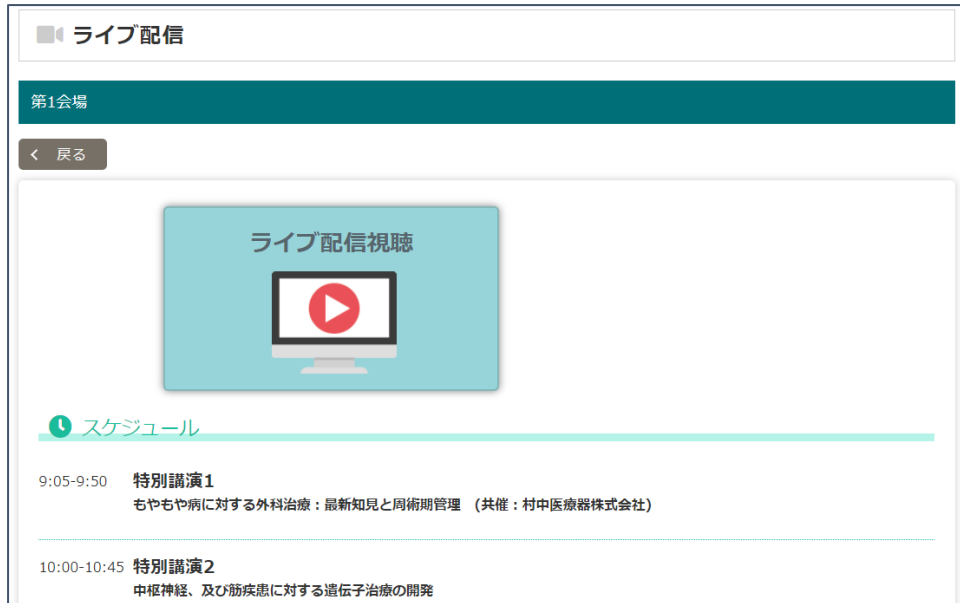 ライブ配信
第1会場
戻る
ライブ配信視聴
スケジュール
9:05-9:50 特別講演1
もやもや病に対する外科治療:最新知見と周術期管理 (共催:村中医療器株式会社)
10:00-10:45 特別講演2
中枢神経、及び筋疾患に対する遺伝子治療の開発